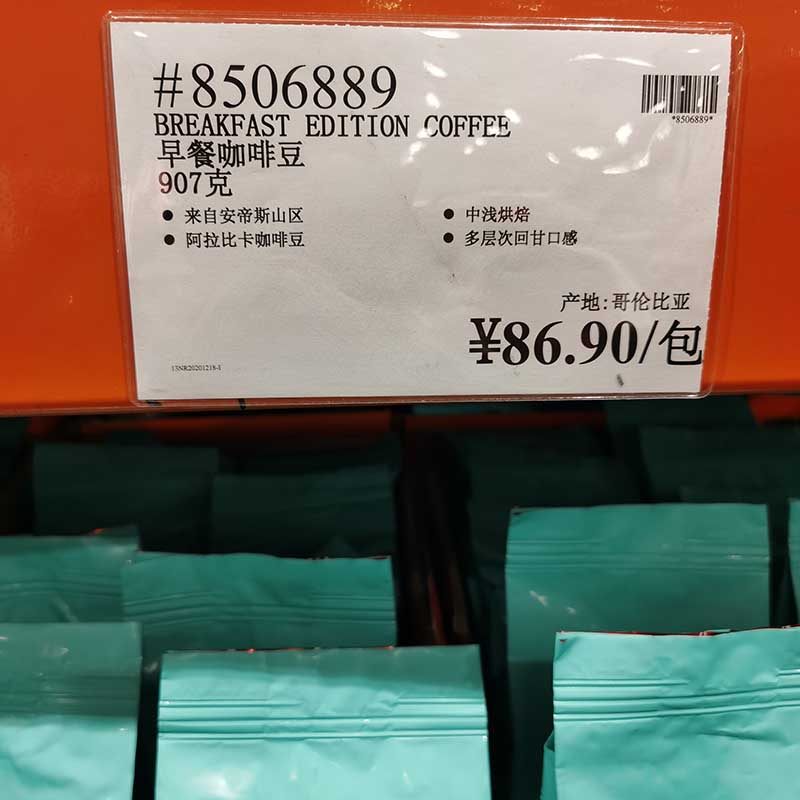 #8506889
*8506889*
BREAKFAST EDITION COFFEE
早餐咖啡豆
907克
● 来自安帝斯山区
● 中浅烘焙
● 阿拉比卡咖啡豆
● 多层次回甘口感
产地:哥伦比亚
¥86.90/包
13NR20201218-1